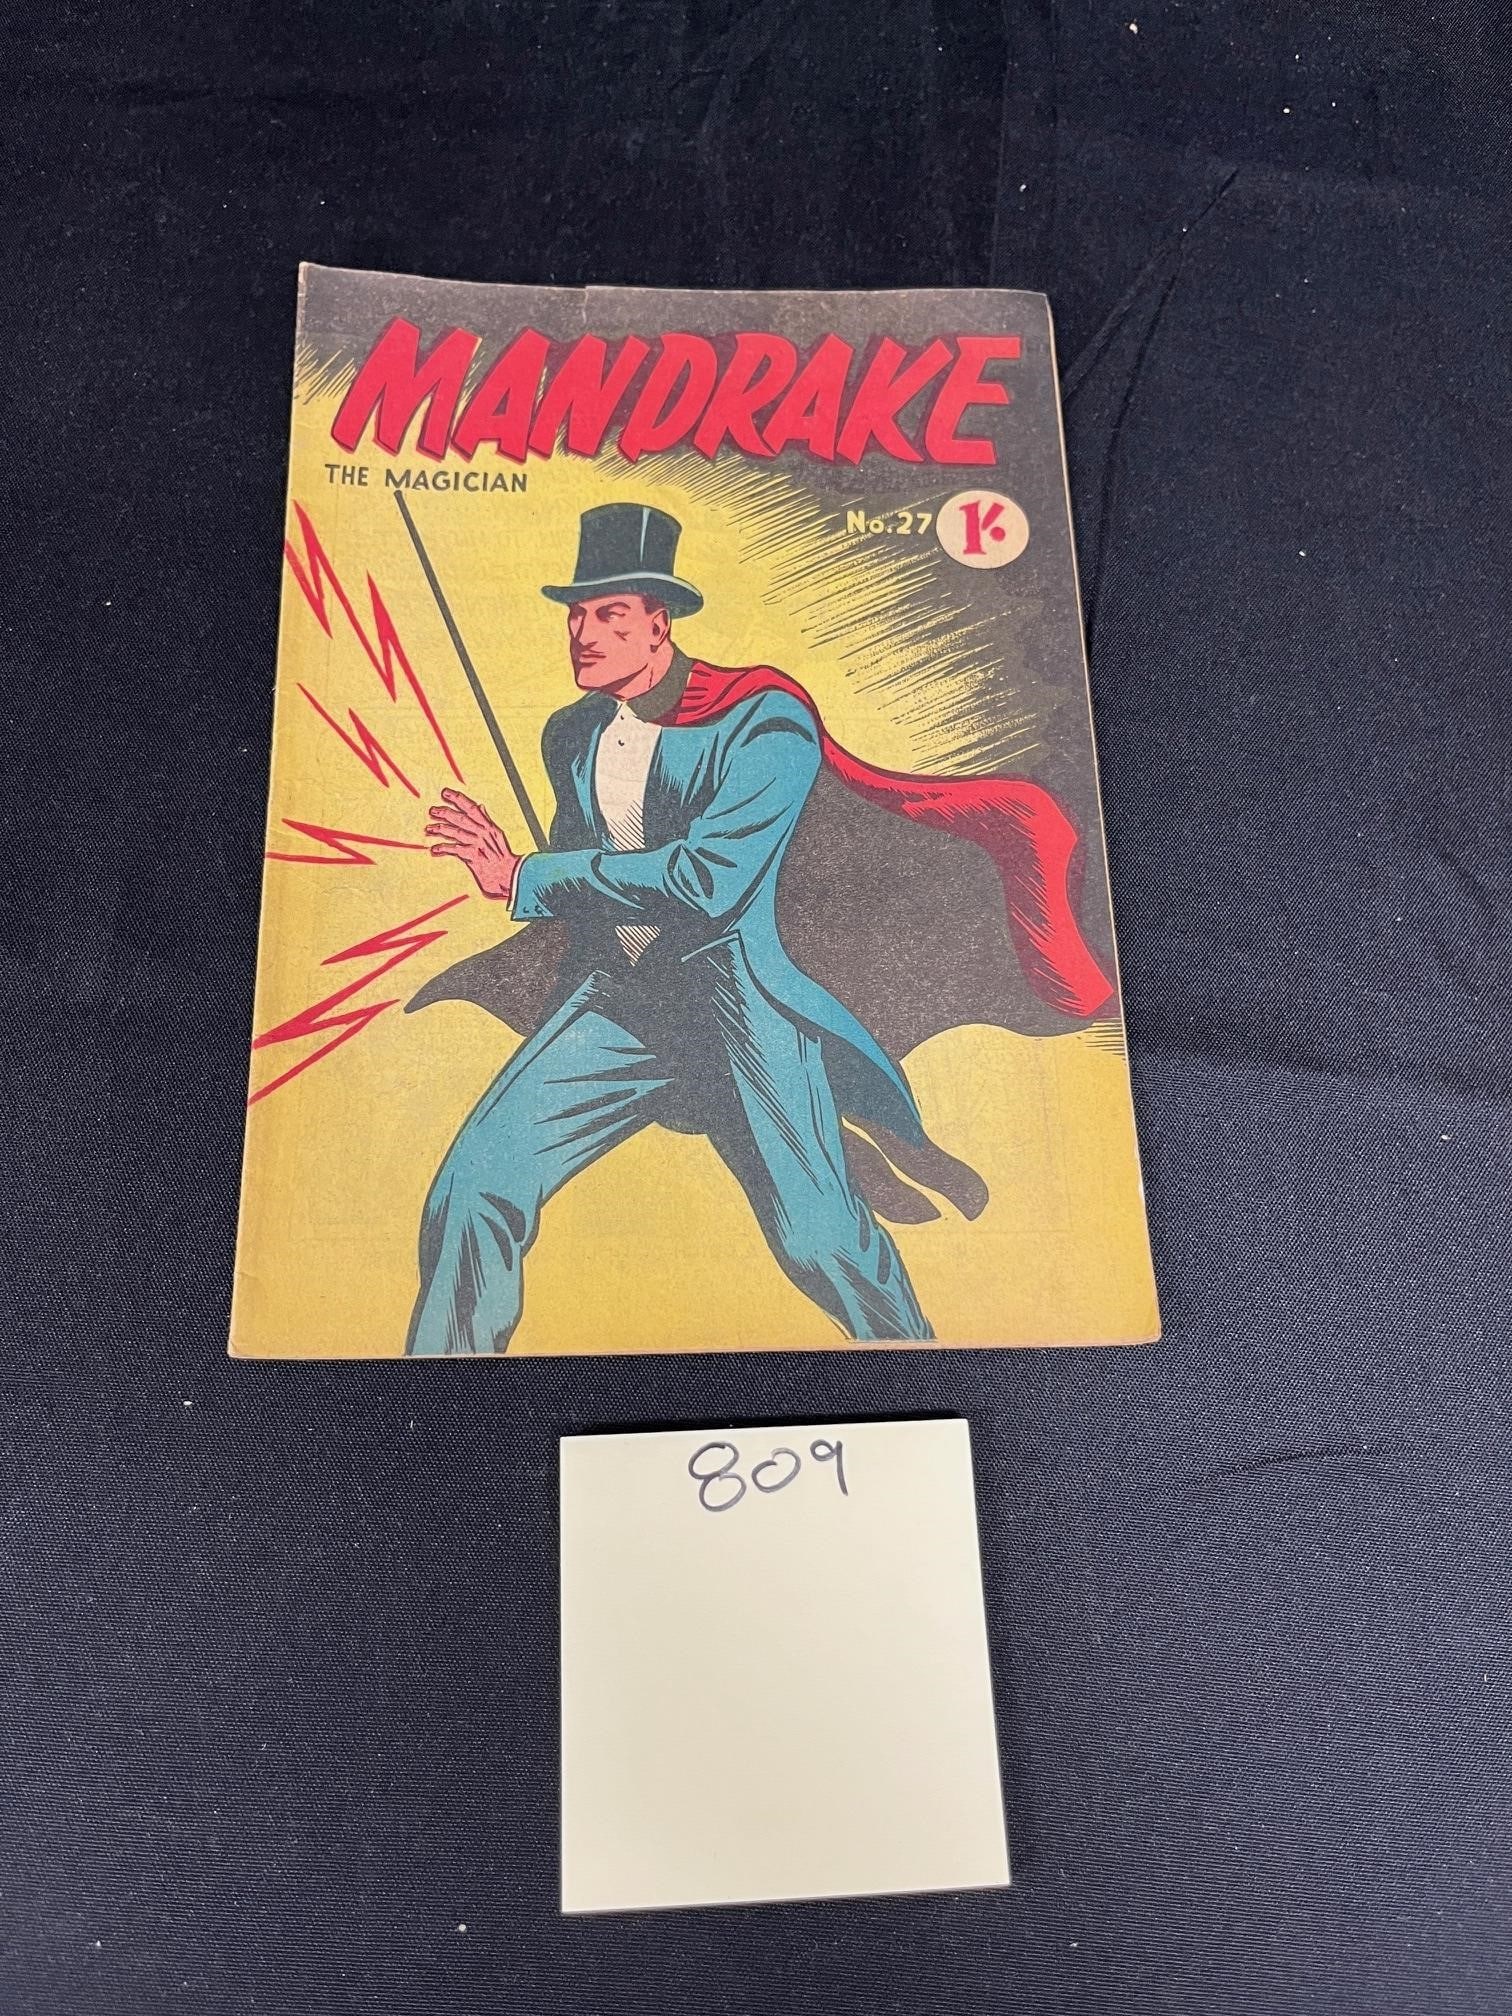 MANDRAKE
THE MAGICIAN
No. 27 1/-
809